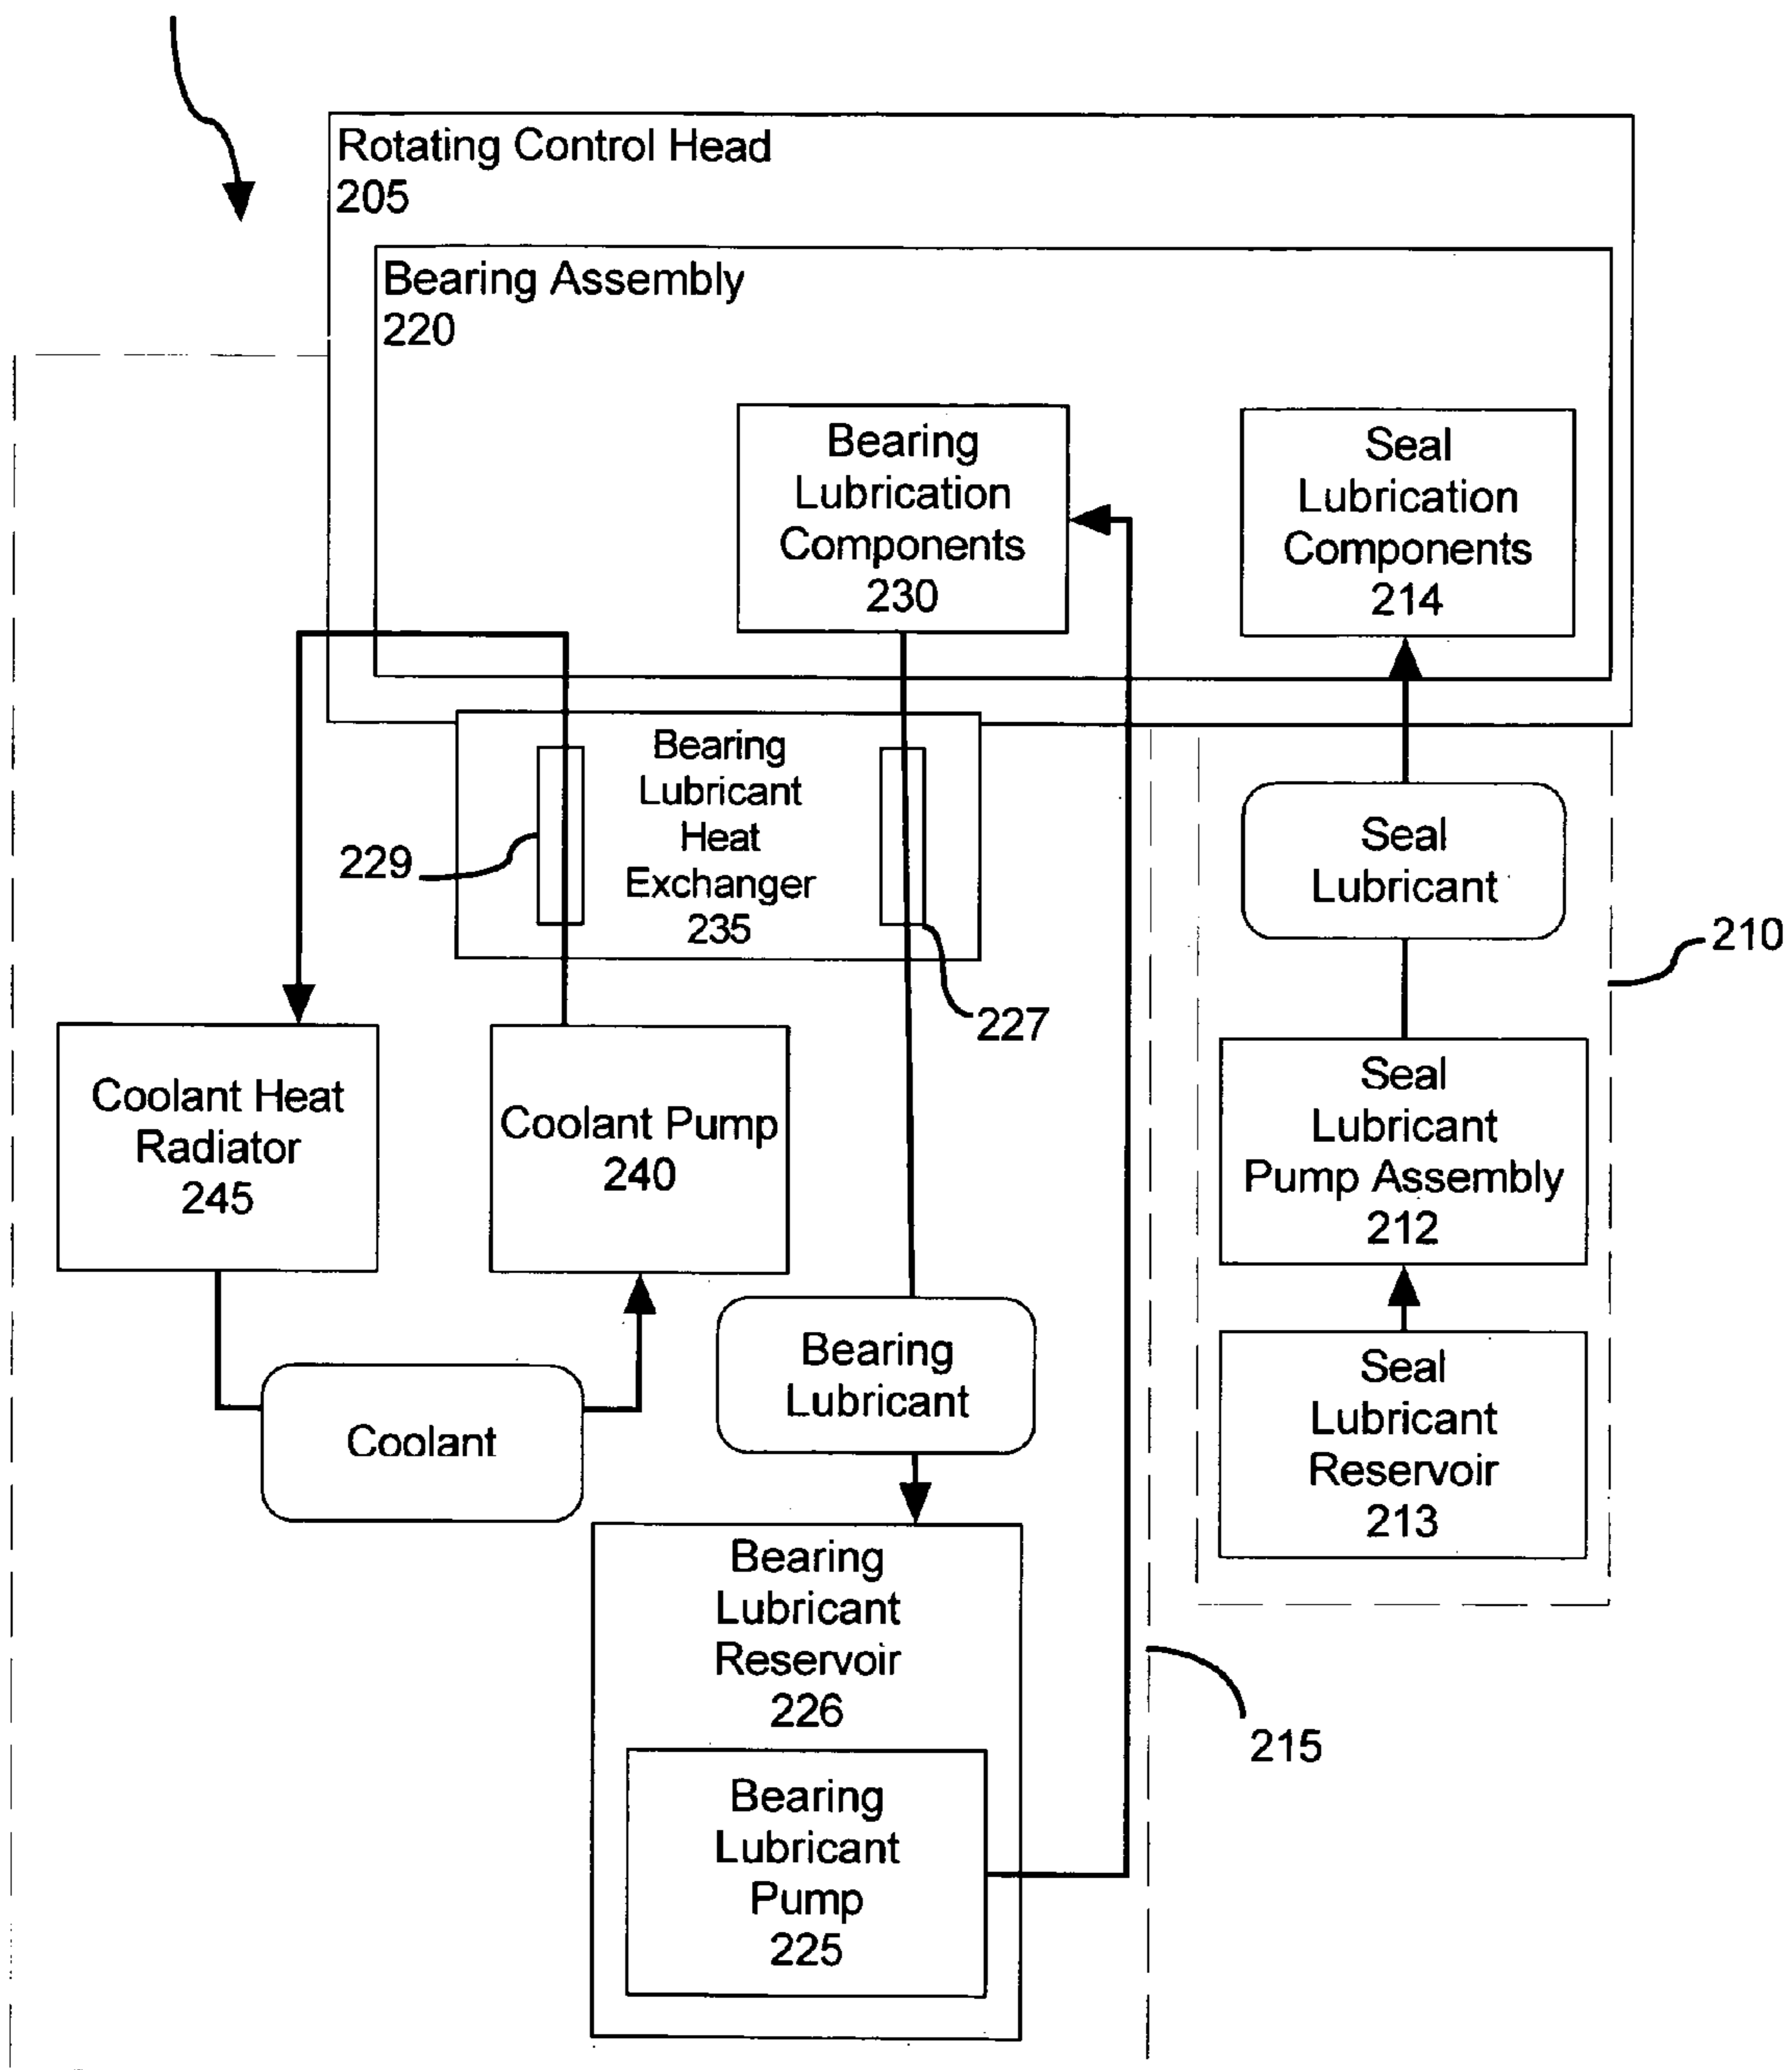 Rotating Control Head
205
Bearing Assembly
220
Bearing
Lubrication
Components
230
Seal
Lubrication
Components
214
Bearing
Lubricant
Heat
Exchanger
235
229
227
Seal
Lubricant
210
Coolant Heat
Radiator
245
Coolant Pump
240
Seal
Lubricant
Pump Assembly
212
Bearing
Lubricant
Coolant
Seal
Lubricant
Reservoir
213
Bearing
Lubricant
Reservoir
226
215
Bearing
Lubricant
Pump
225